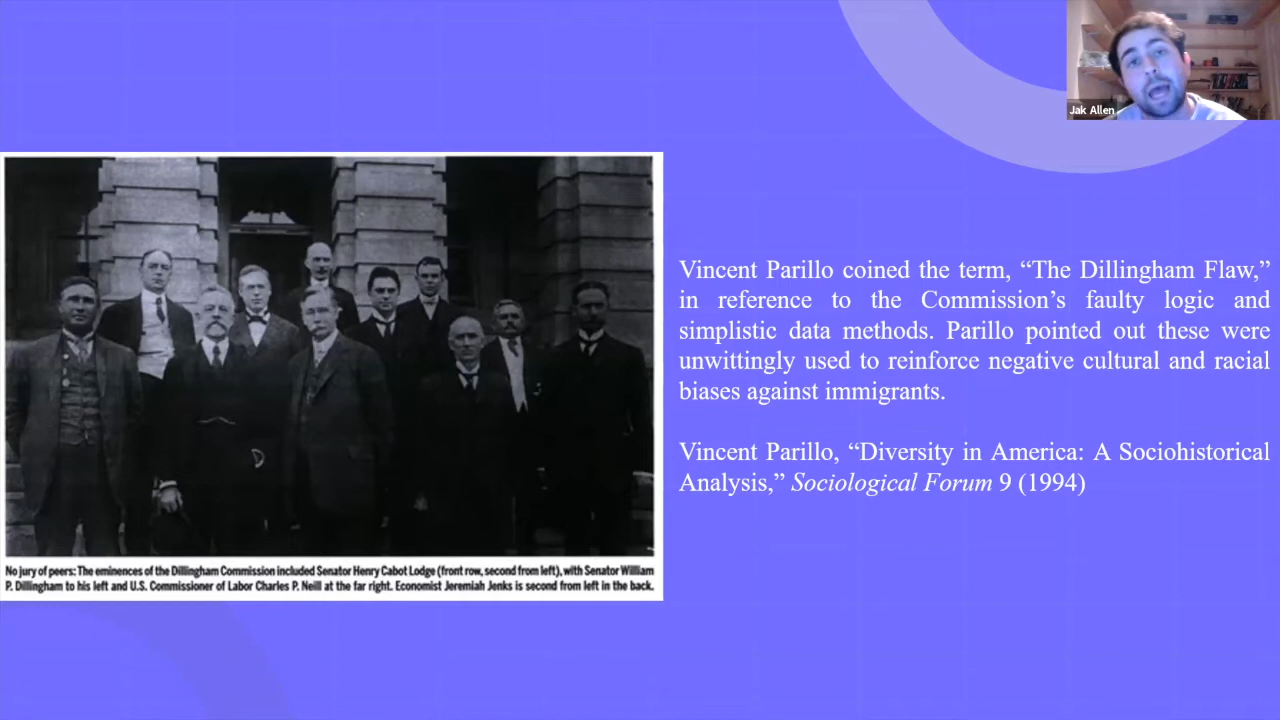 Jak Allen
Vincent Parillo coined the term, “The Dillingham Flaw,”
in reference to the Commission’s faulty logic and
simplistic data methods. Parillo pointed out these were
unwittingly used to reinforce negative cultural and racial
biases against immigrants.
Vincent Parillo, “Diversity in America: A Sociohistorical
Analysis,” Sociological Forum 9 (1994)
No jury of peers: The eminences of the Dillingham Commission included Senator Henry Cabot Lodge (front row, second from left), with Senator William
P. Dillingham to his left and U.S. Commissioner of Labor Charles P. Neill at the far right. Economist Jeremiah Jenks is second from left in the back.